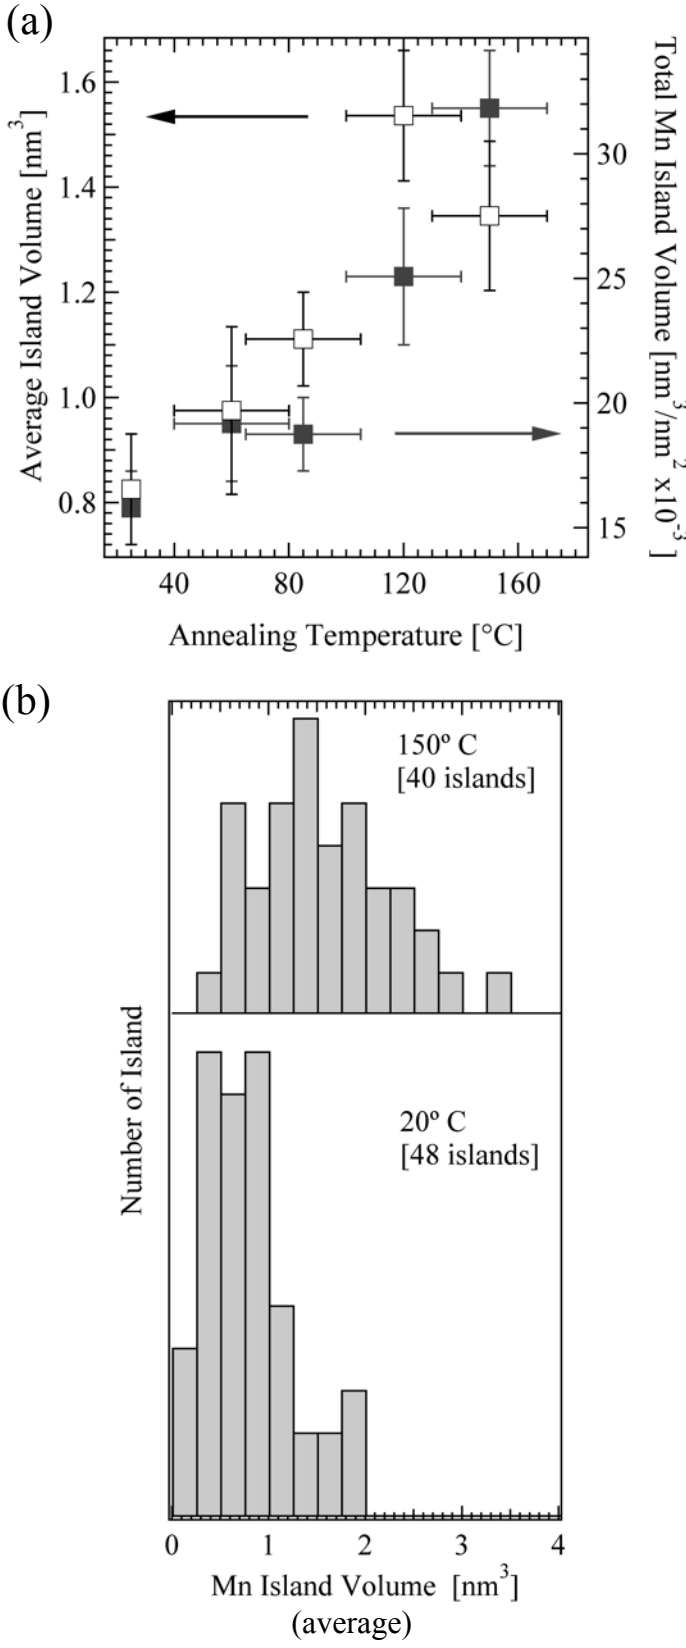 (a)
Average Island Volume [nm³]
1.6
1.4
1.2
1.0
0.8
Total Mn Island Volume [nm³/nm² x10⁻³]
30
25
20
15
40 80 120 160
Annealing Temperature [°C]
(b)
150º C
[40 islands]
Number of Island
20º C
[48 islands]
0 1 2 3 4
Mn Island Volume [nm³]
(average)